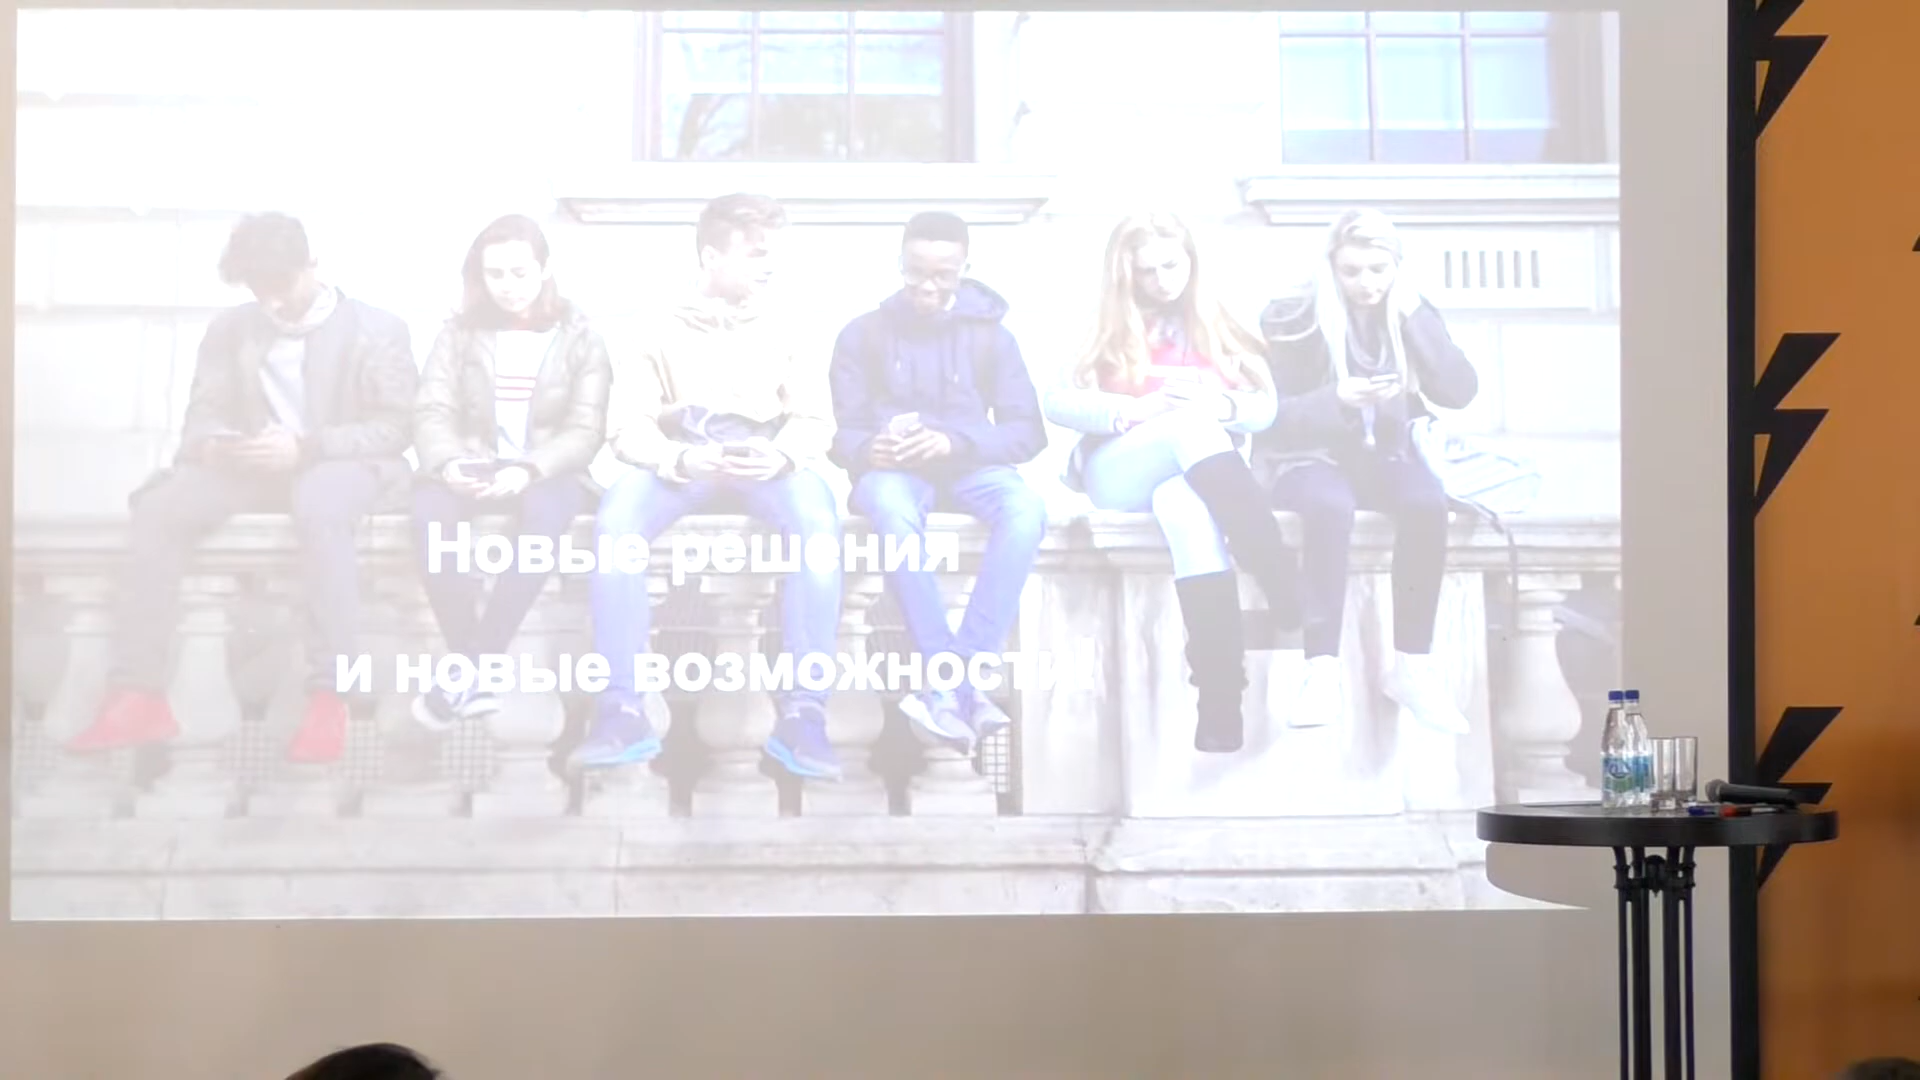 Новые решения
и новые возможности!